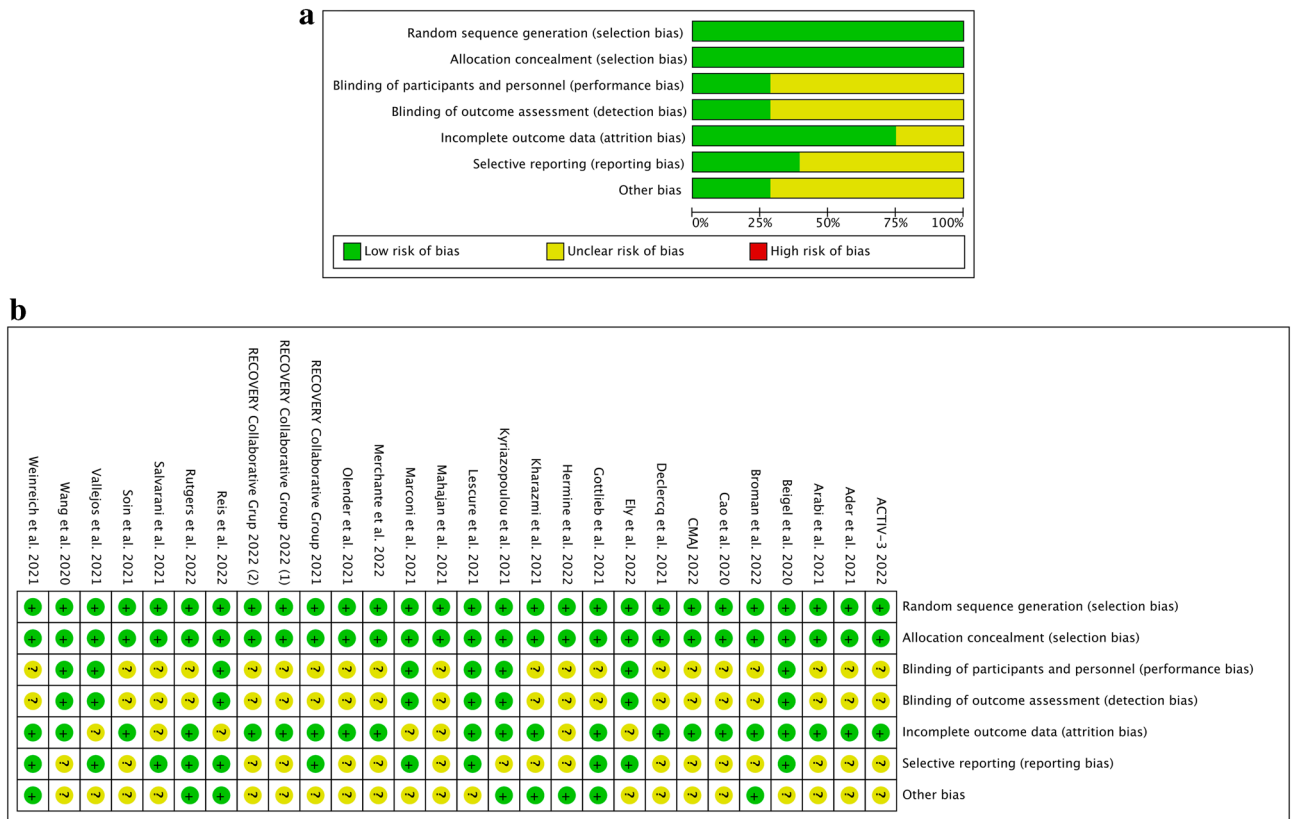 a
Random sequence generation (selection bias)
Allocation concealment (selection bias)
Blinding of participants and personnel (performance bias)
Blinding of outcome assessment (detection bias)
Incomplete outcome data (attrition bias)
Selective reporting (reporting bias)
Other bias
0% 25% 50% 75% 100%
Low risk of bias Unclear risk of bias High risk of bias
b
Weinreich et al. 2021
Wang et al. 2020
Vallejos et al. 2021
Soin et al. 2021
Salvarani et al. 2021
Rutgers et al. 2022
Reis et al. 2022
RECOVERY Collaborative Grup 2022 (2)
RECOVERY Collaborative Group 2022 (1)
RECOVERY Collaborative Group 2021
Olender et al. 2021
Merchante et al. 2022
Marconi et al. 2021
Mahajan et al. 2021
Lescure et al. 2021
Kyriazopoulou et al. 2021
Kharazmi et al. 2021
Hermine et al. 2022
Gottlieb et al. 2021
Ely et al. 2022
Declercq et al. 2021
CMAJ 2022
Cao et al. 2020
Broman et al. 2022
Beigel et al. 2020
Arabi et al. 2021
Ader et al. 2021
ACTIV-3 2022
+ + + + + + + + + + + + + + + + + + + + + + + + + + + + Random sequence generation (selection bias)
+ + + + + + + + + + + + + + + + + + + + + + + + + + + + Allocation concealment (selection bias)
? + + ? ? ? + ? ? ? ? ? + ? + + ? ? ? + ? ? ? ? + ? ? ? Blinding of participants and personnel (performance bias)
? + + ? ? ? + ? ? ? ? ? + ? + + ? ? ? + ? ? ? ? + ? ? ? Blinding of outcome assessment (detection bias)
+ + ? + ? + ? + + + + + ? ? + + + ? + ? + + + + + + + + Incomplete outcome data (attrition bias)
+ ? + ? + + + ? ? + ? ? + ? + ? ? ? + + ? ? ? ? + ? ? ? Selective reporting (reporting bias)
+ ? ? ? ? + + ? ? ? ? ? ? ? ? + + + + ? ? ? ? + ? ? ? ? Other bias